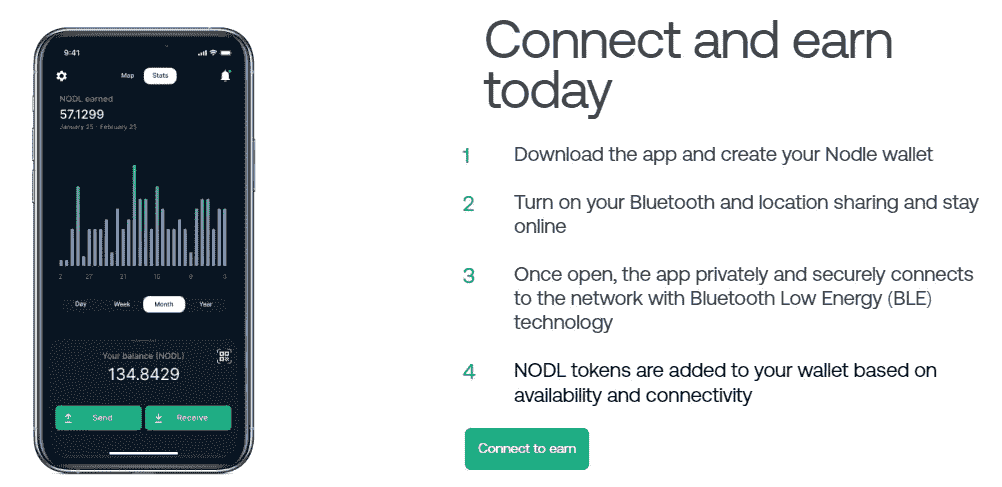 9:41
Map Stats
NODL earned
57.1299
January 25 - February 25
2 27 21 15 9 3
Day Week Month Year
Your balance (NODL)
134.8429
Send Receive
Connect and earn
today
1 Download the app and create your Nodle wallet
2 Turn on your Bluetooth and location sharing and stay
online
3 Once open, the app privately and securely connects
to the network with Bluetooth Low Energy (BLE)
technology
4 NODL tokens are added to your wallet based on
availability and connectivity
Connect to earn